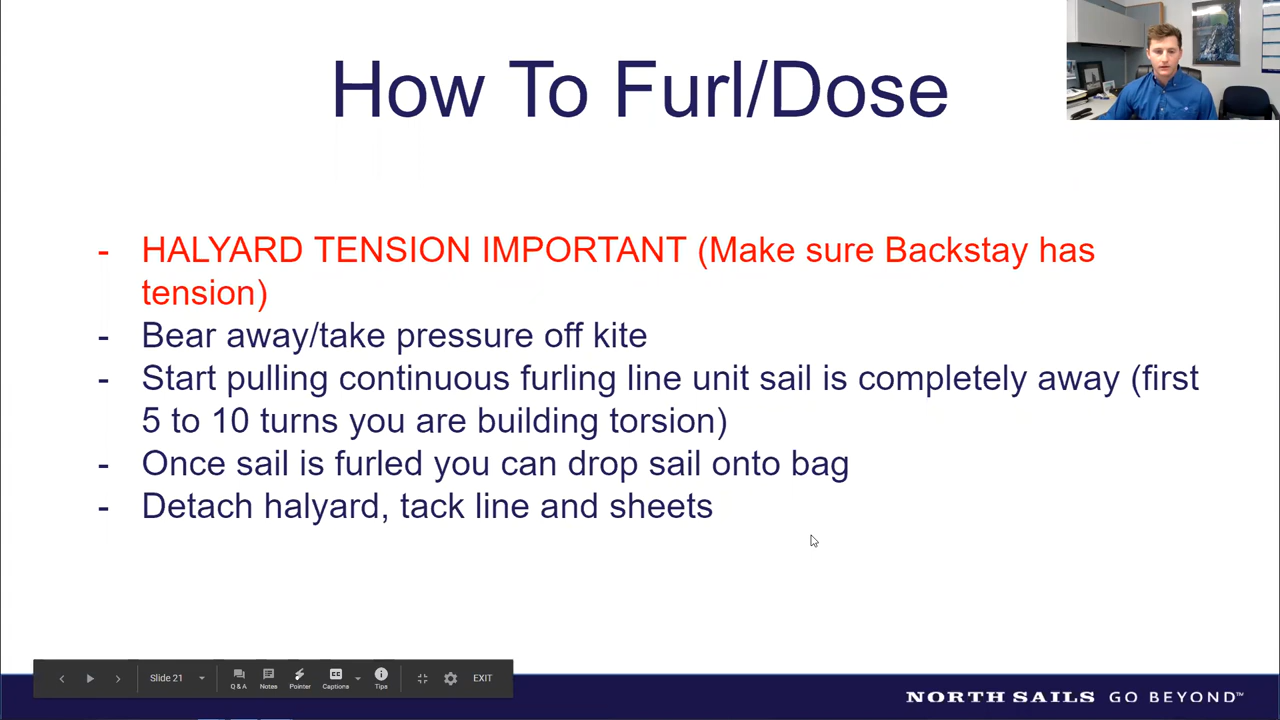 How To Furl/Dose
- HALYARD TENSION IMPORTANT (Make sure Backstay has
tension)
- Bear away/take pressure off kite
- Start pulling continuous furling line unit sail is completely away (first
5 to 10 turns you are building torsion)
- Once sail is furled you can drop sail onto bag
- Detach halyard, tack line and sheets
Slide 21
Q & A Notes Pointer Captions Tips EXIT
NORTH SAILS GO BEYOND™